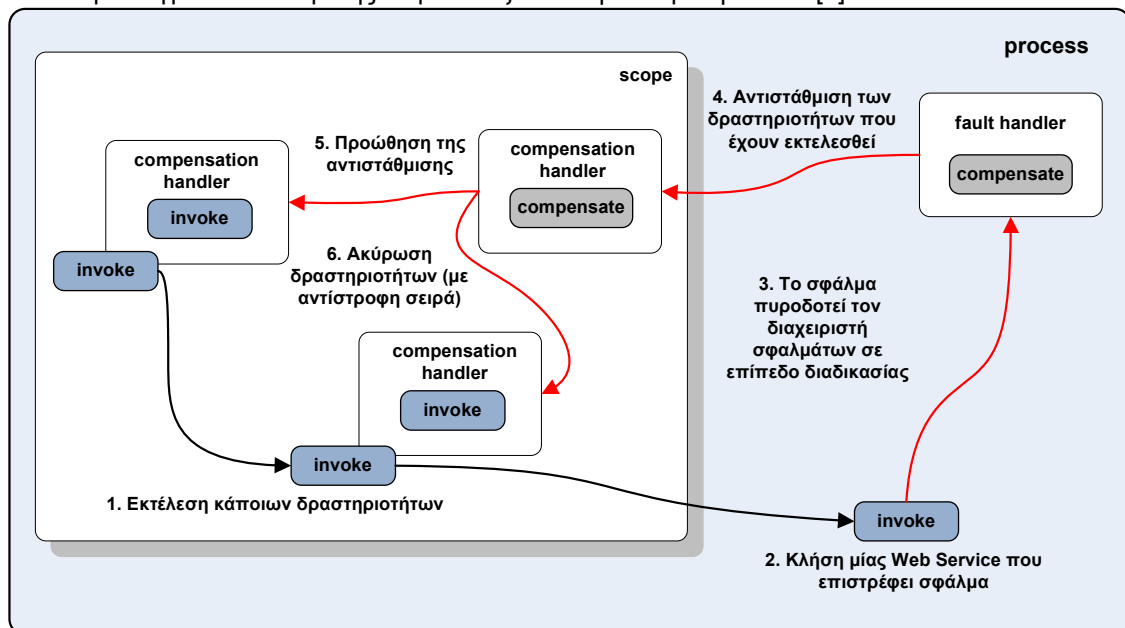 process
scope
4. Αντιστάθμιση των
δραστηριοτήτων που
έχουν εκτελεσθεί
fault handler
compensate
5. Προώθηση της
αντιστάθμισης
compensation
handler
compensate
compensation
handler
invoke
invoke
6. Ακύρωση
δραστηριοτήτων (με
αντίστροφη σειρά)
3. Το σφάλμα
πυροδοτεί τον
διαχειριστή
σφαλμάτων σε
επίπεδο διαδικασίας
compensation
handler
invoke
invoke
1. Εκτέλεση κάποιων δραστηριοτήτων
invoke
2. Κλήση μίας Web Service που
επιστρέφει σφάλμα